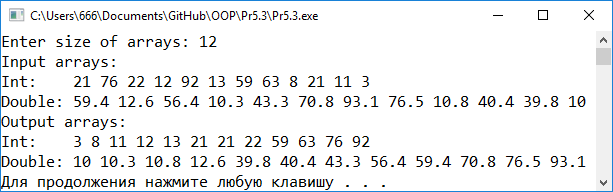 C:\Users\666\Documents\GitHub\OOP\Pr5.3\Pr5.3.exe
Enter size of arrays: 12
Input arrays:
Int:    21 76 22 12 92 13 59 63 8 21 11 3
Double: 59.4 12.6 56.4 10.3 43.3 70.8 93.1 76.5 10.8 40.4 39.8 10
Output arrays:
Int:    3 8 11 12 13 21 21 22 59 63 76 92
Double: 10 10.3 10.8 12.6 39.8 40.4 43.3 56.4 59.4 70.8 76.5 93.1
Для продолжения нажмите любую клавишу . . .